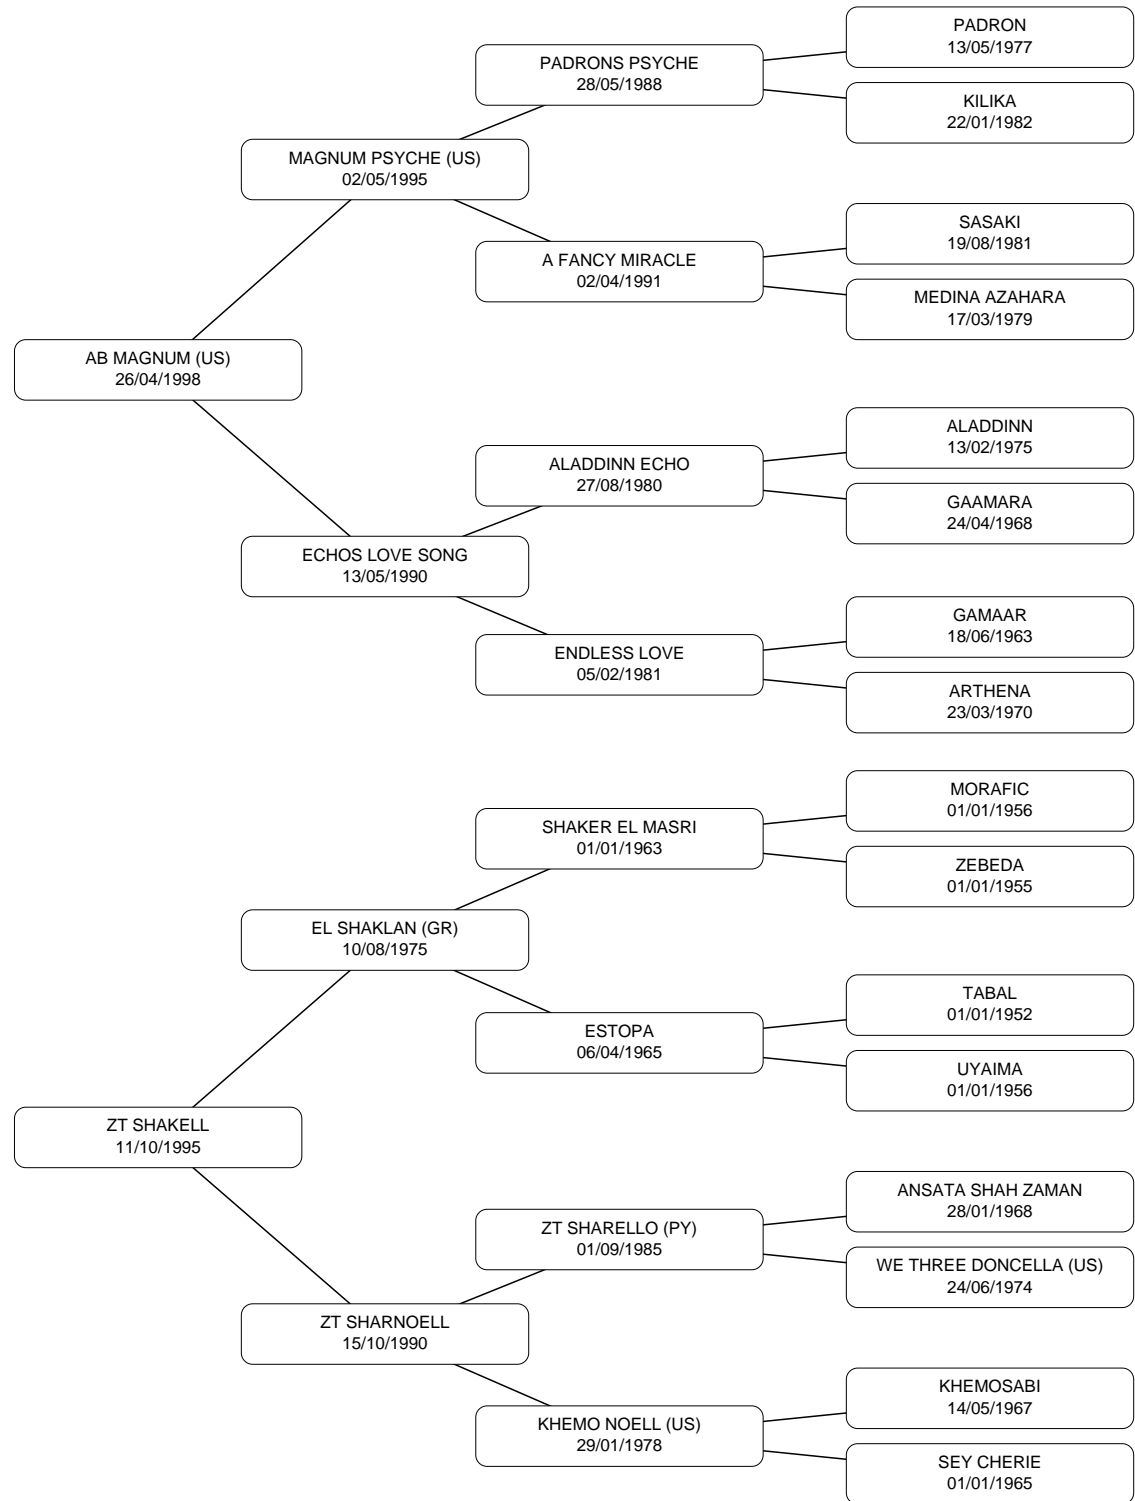 PADRON
13/05/1977
PADRONS PSYCHE
28/05/1988
KILIKA
22/01/1982
MAGNUM PSYCHE (US)
02/05/1995
SASAKI
19/08/1981
A FANCY MIRACLE
02/04/1991
MEDINA AZAHARA
17/03/1979
AB MAGNUM (US)
26/04/1998
ALADDINN
13/02/1975
ALADDINN ECHO
27/08/1980
GAAMARA
24/04/1968
ECHOS LOVE SONG
13/05/1990
GAMAAR
18/06/1963
ENDLESS LOVE
05/02/1981
ARTHENA
23/03/1970
MORAFIC
01/01/1956
SHAKER EL MASRI
01/01/1963
ZEBEDA
01/01/1955
EL SHAKLAN (GR)
10/08/1975
TABAL
01/01/1952
ESTOPA
06/04/1965
UYAIMA
01/01/1956
ZT SHAKELL
11/10/1995
ANSATA SHAH ZAMAN
28/01/1968
ZT SHARELLO (PY)
01/09/1985
WE THREE DONCELLA (US)
24/06/1974
ZT SHARNOELL
15/10/1990
KHEMOSABI
14/05/1967
KHEMO NOELL (US)
29/01/1978
SEY CHERIE
01/01/1965